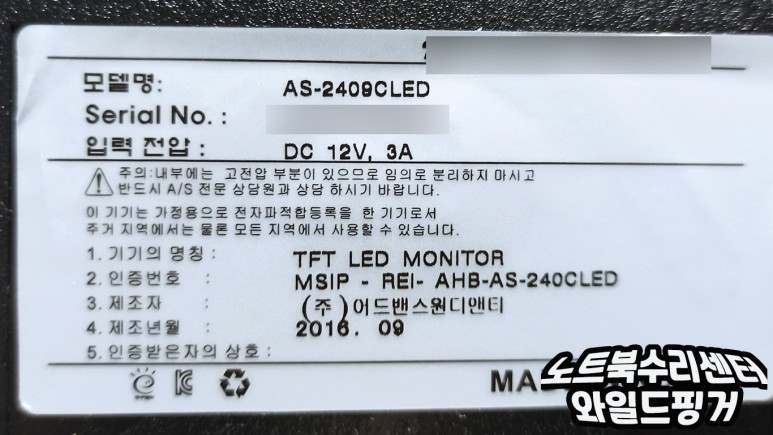 모델명: AS-2409CLED
Serial No. :
입력 전압 : DC 12V, 3A
주의:내부에는 고전압 부분이 있으므로 임의로 분리하지 마시고
반드시 A/S 전문 상담원과 상담 하시기 바랍니다.
이 기기는 가정용으로 전자파적합등록을 한 기기로서
주거 지역에서는 물론 모든 지역에서 사용할 수 있습니다.
1. 기기의 명칭 : TFT LED MONITOR
2. 인증번호 : MSIP - REI- AHB-AS-240CLED
3. 제조자 : (주)어드밴스원디앤티
4. 제조년월 : 2016. 09
5. 인증받은자의 상호 :
MA
노트북수리센터
와일드핑거